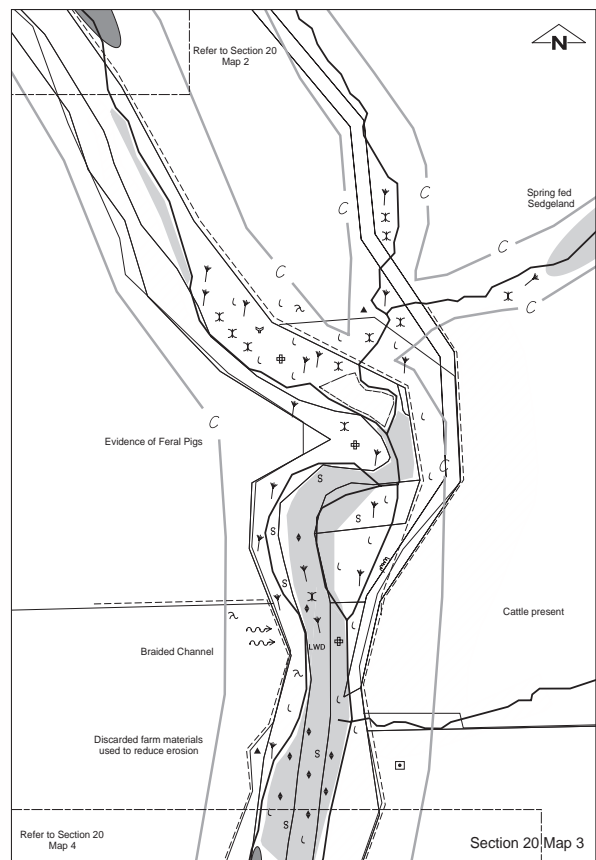 N
Refer to Section 20
Map 2
Spring fed
Sedgeland
C
C
C
C
C
C
C
Evidence of Feral Pigs
S
S
S
S
Cattle present
Braided Channel
LWD
Discarded farm materials
used to reduce erosion
S
S
Refer to Section 20
Map 4
Section 20 Map 3